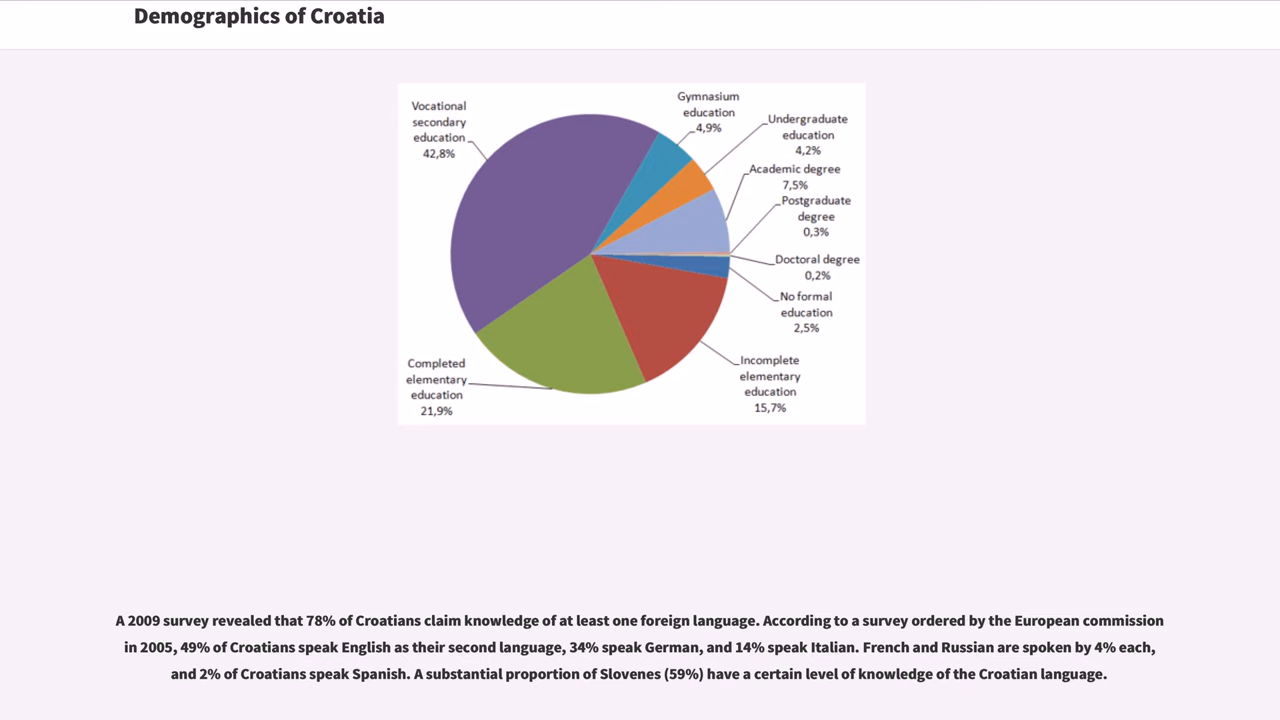 Demographics of Croatia
Vocational
secondary
education
42,8%
Gymnasium
education
4,9%
Undergraduate
education
4,2%
Academic degree
7,5%
Postgraduate
degree
0,3%
Doctoral degree
0,2%
No formal
education
2,5%
Incomplete
elementary
education
15,7%
Completed
elementary
education
21,9%
A 2009 survey revealed that 78% of Croatians claim knowledge of at least one foreign language. According to a survey ordered by the European commission
in 2005, 49% of Croatians speak English as their second language, 34% speak German, and 14% speak Italian. French and Russian are spoken by 4% each,
and 2% of Croatians speak Spanish. A substantial proportion of Slovenes (59%) have a certain level of knowledge of the Croatian language.